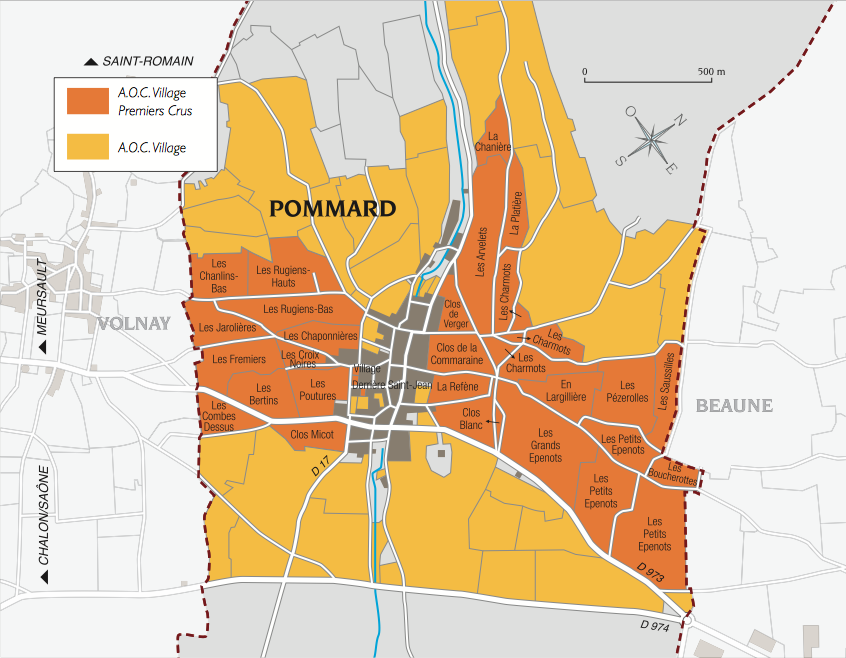 SAINT-ROMAIN
A.O.C. Village
Premiers Crus
A.O.C. Village
0
500 m
O
N
S
E
POMMARD
MEURSAULT
VOLNAY
CHALON/SAÔNE
BEAUNE
La
Chanière
La Platière
Les Arvelets
Les Charmots
Les
Chanlins-
Bas
Les Rugiens-
Hauts
Les Rugiens-Bas
Les Jarolières
Les Chaponnières
Les Fremiers
Les Croix
Noires
Les
Bertins
Les
Poutures
Les
Combes
Dessus
Clos Micot
Village
Derrière Saint-Jean
Clos
de
Verger
Clos de la
Commaraine
La Refène
Clos
Blanc
Les
Charmots
Les
Charmots
En
Largillière
Les
Pézerolles
Les Saussilles
Les
Grands
Epenots
Les Petits
Epenots
Les
Boucherottes
Les
Petits
Epenots
Les
Petits
Epenots
D 17
D 973
D 974